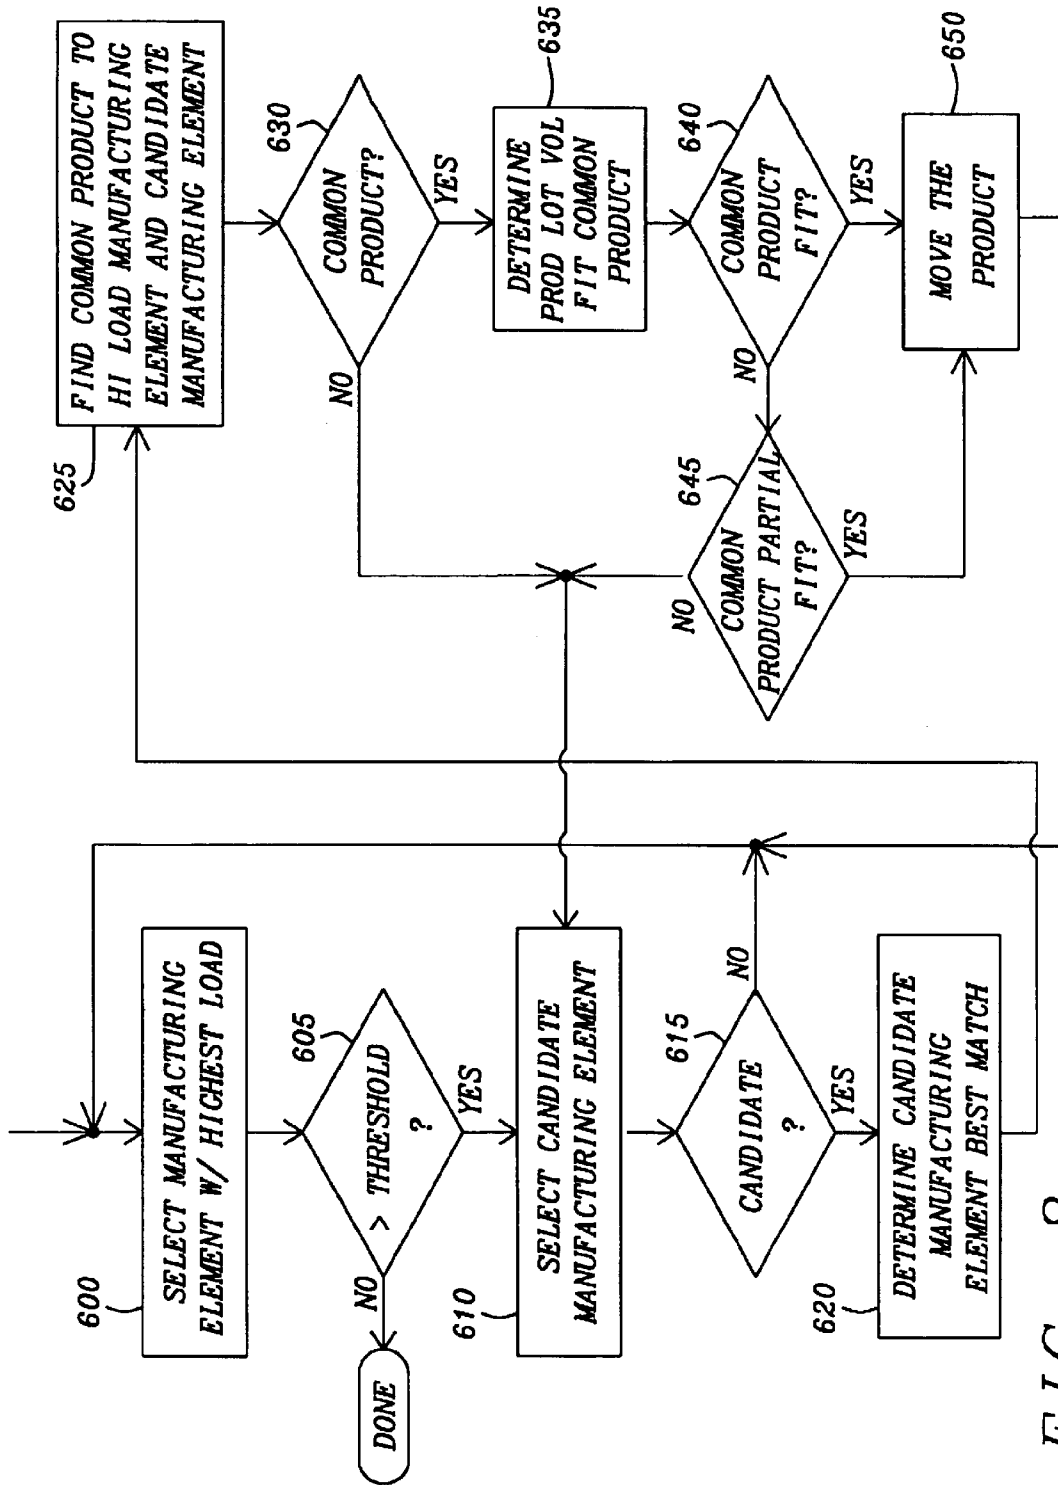 600
SELECT MANUFACTURING
ELEMENT W/ HIGHEST LOAD
605
> THRESHOLD
?
NO
DONE
YES
610
SELECT CANDIDATE
MANUFACTURING ELEMENT
615
CANDIDATE
?
NO
YES
620
DETERMINE CANDIDATE
MANUFACTURING
ELEMENT BEST MATCH
625
FIND COMMON PRODUCT TO
HI LOAD MANUFACTURING
ELEMENT AND CANDIDATE
MANUFACTURING ELEMENT
630
COMMON
PRODUCT?
NO
YES
635
DETERMINE
PROD LOT VOL
FIT COMMON
PRODUCT
640
COMMON
PRODUCT
FIT?
NO
YES
645
COMMON
PRODUCT PARTIAL
FIT?
NO
YES
650
MOVE THE
PRODUCT
FIG.